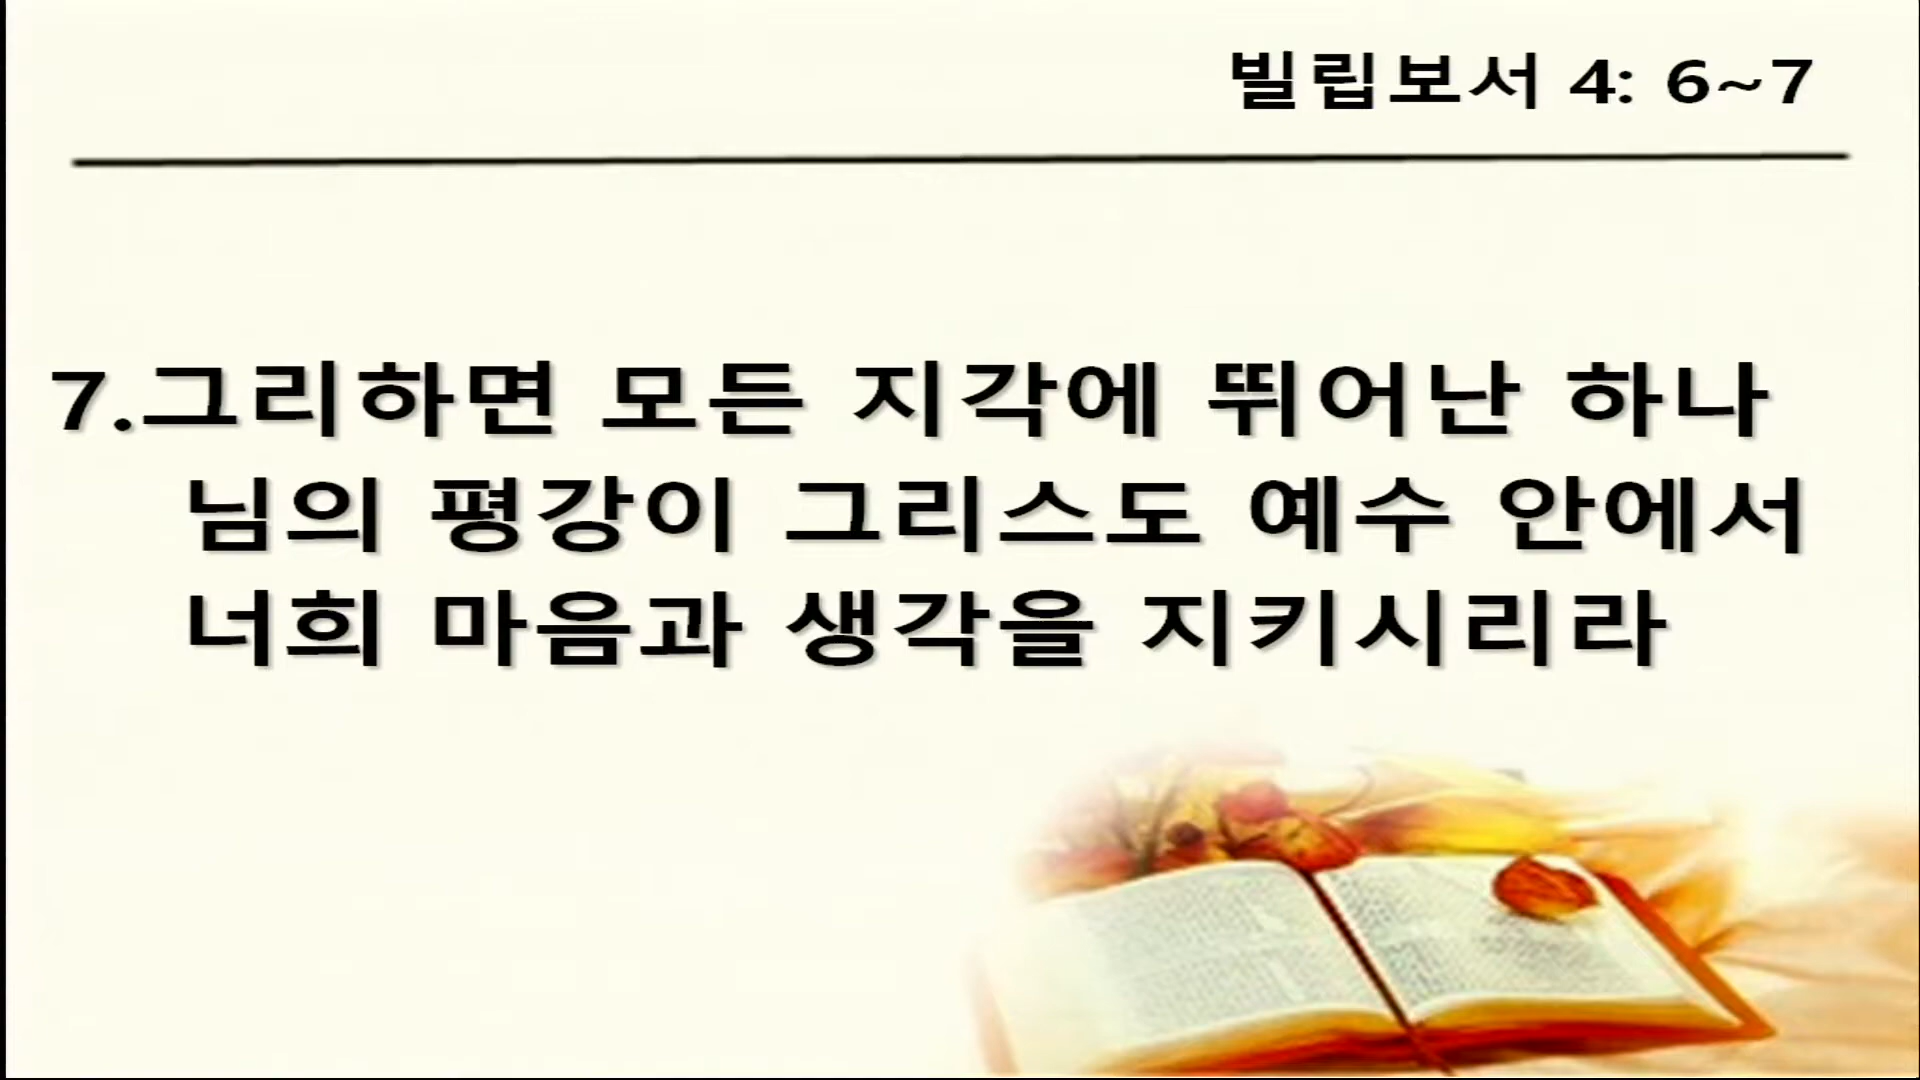 빌립보서 4: 6~7
7.그리하면 모든 지각에 뛰어난 하나
님의 평강이 그리스도 예수 안에서
너희 마음과 생각을 지키시리라